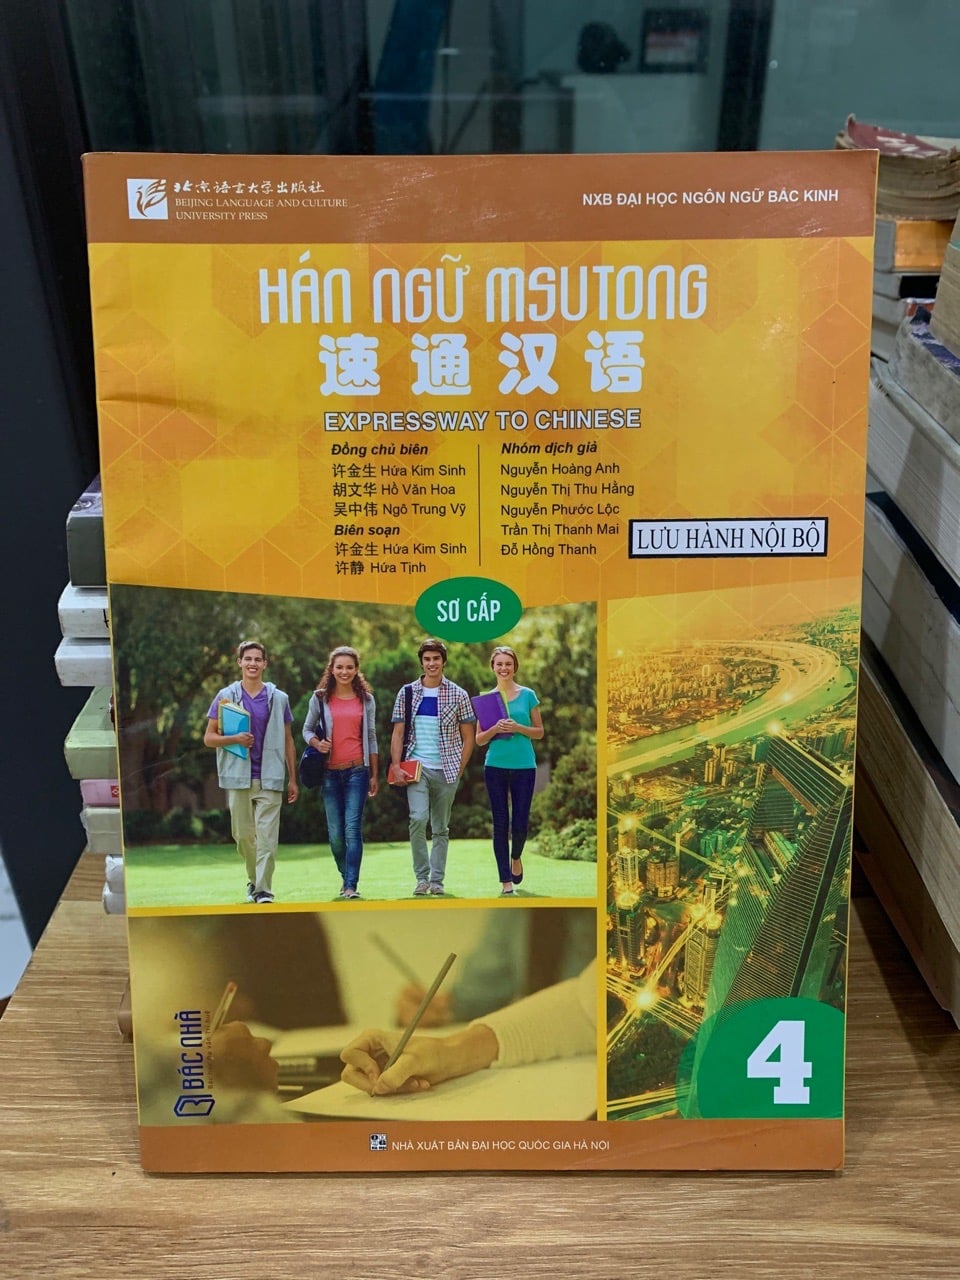 北京语言大学出版社
BEIJING LANGUAGE AND CULTURE
UNIVERSITY PRESS
NXB ĐẠI HỌC NGÔN NGỮ BẮC KINH
HÁN NGỮ MSUTONG
速通汉语
EXPRESSWAY TO CHINESE
Đồng chủ biên
许金生 Hứa Kim Sinh
胡文华 Hồ Văn Hoa
吴中伟 Ngô Trung Vỹ
Biên soạn
许金生 Hứa Kim Sinh
许静 Hứa Tịnh
Nhóm dịch giả
Nguyễn Hoàng Anh
Nguyễn Thị Thu Hằng
Nguyễn Phước Lộc
Trần Thị Thanh Mai
Đỗ Hồng Thanh
LƯU HÀNH NỘI BỘ
SƠ CẤP
BÁC NHÃ
4
NHÀ XUẤT BẢN ĐẠI HỌC QUỐC GIA HÀ NỘI